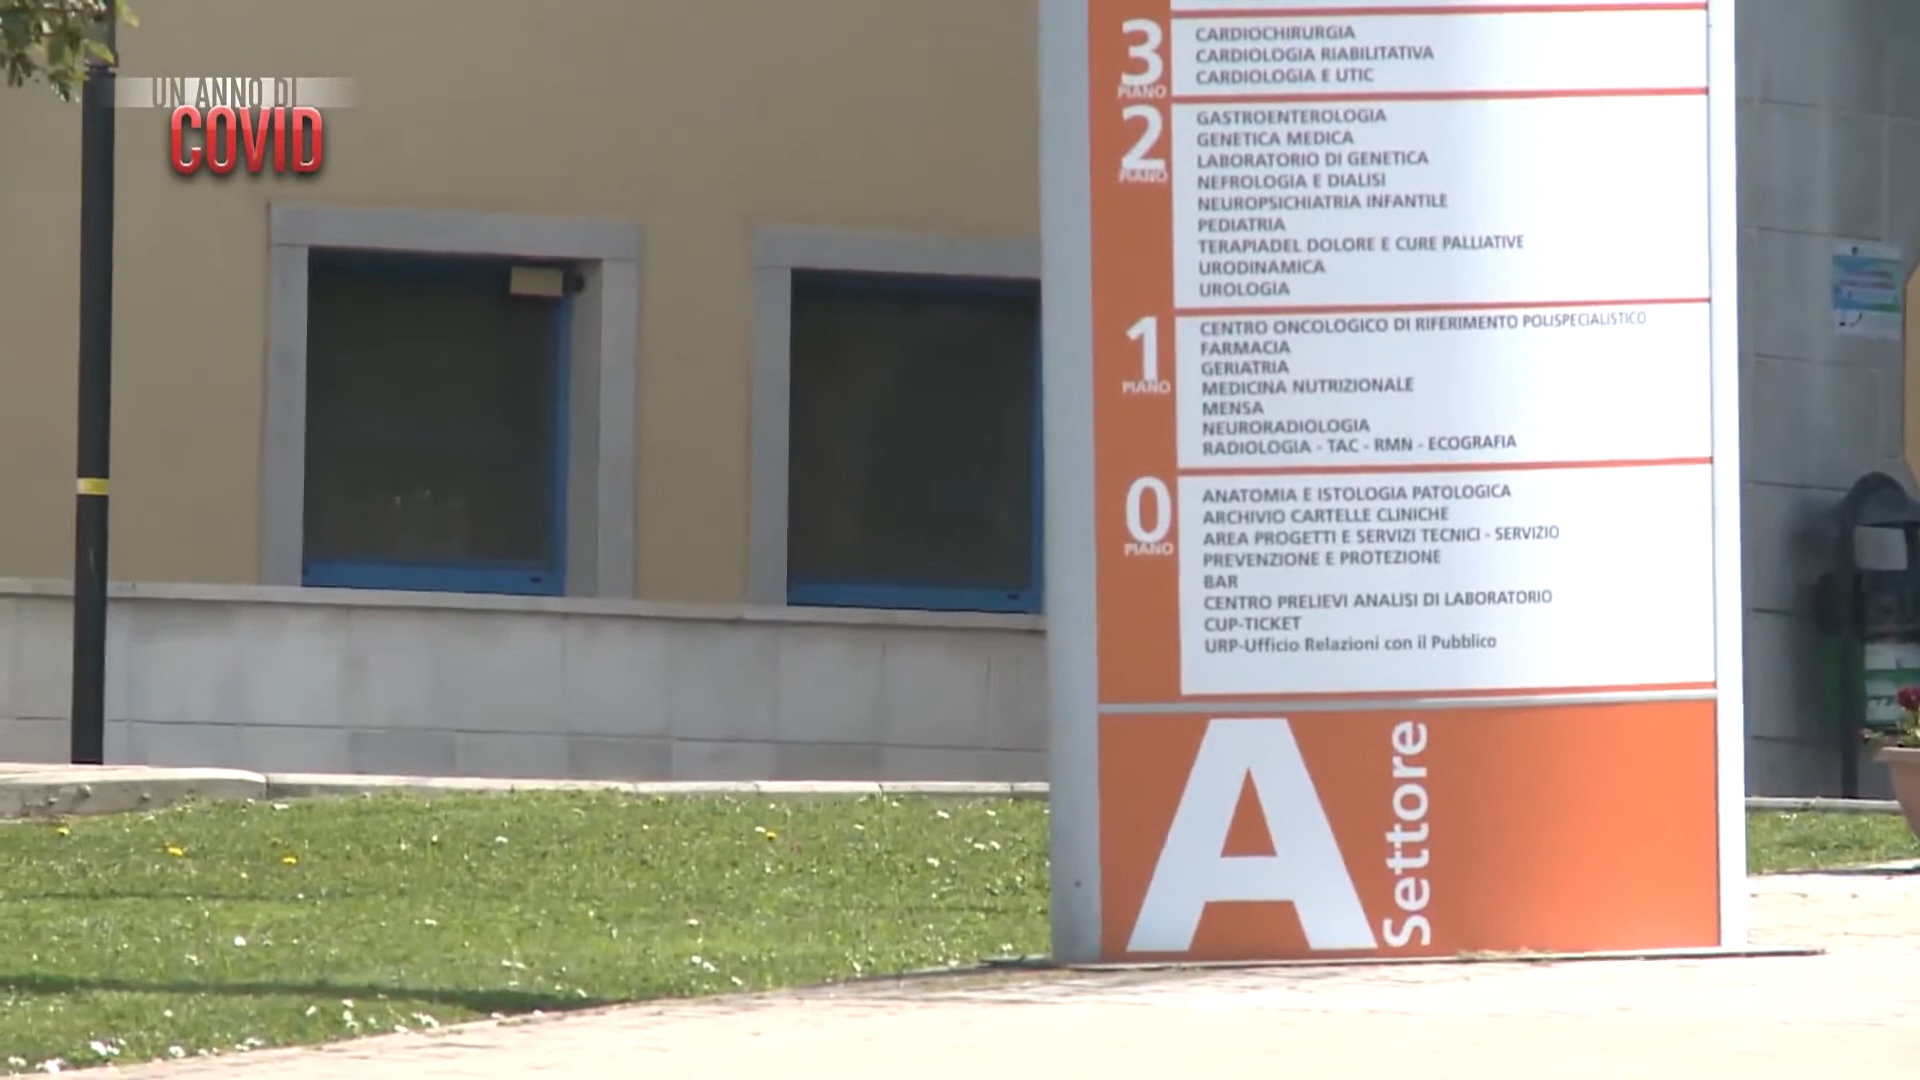 UN ANNO DI
COVID
3
PIANO
CARDIOCHIRURGIA
CARDIOLOGIA RIABILITATIVA
CARDIOLOGIA E UTIC
2
PIANO
GASTROENTEROLOGIA
GENETICA MEDICA
LABORATORIO DI GENETICA
NEFROLOGIA E DIALISI
NEUROPSICHIATRIA INFANTILE
PEDIATRIA
TERAPIADEL DOLORE E CURE PALLIATIVE
URODINAMICA
UROLOGIA
1
PIANO
CENTRO ONCOLOGICO DI RIFERIMENTO POLISPECIALISTICO
FARMACIA
GERIATRIA
MEDICINA NUTRIZIONALE
MENSA
NEURORADIOLOGIA
RADIOLOGIA - TAC - RMN - ECOGRAFIA
0
PIANO
ANATOMIA E ISTOLOGIA PATOLOGICA
ARCHIVIO CARTELLE CLINICHE
AREA PROGETTI E SERVIZI TECNICI - SERVIZIO
PREVENZIONE E PROTEZIONE
BAR
CENTRO PRELIEVI ANALISI DI LABORATORIO
CUP-TICKET
URP-Ufficio Relazioni con il Pubblico
A
Settore